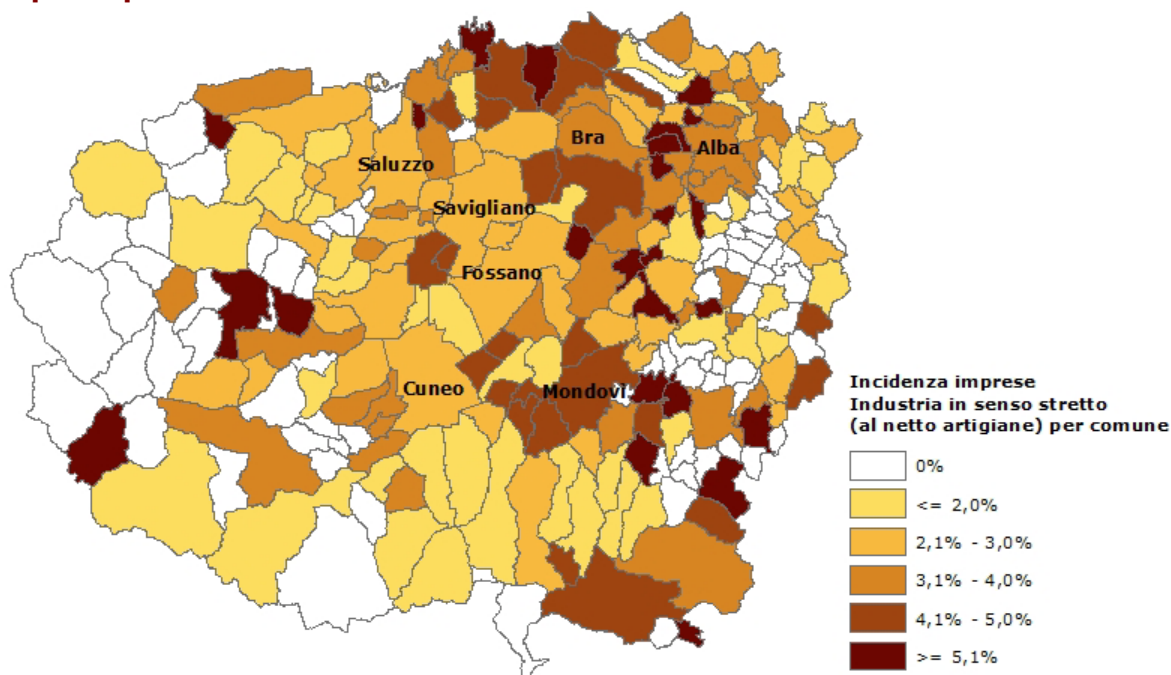 Bra
Alba
Saluzzo
Savigliano
Fossano
Cuneo
Mondovì
Incidenza imprese
Industria in senso stretto
(al netto artigiane) per comune
0%
<= 2,0%
2,1% - 3,0%
3,1% - 4,0%
4,1% - 5,0%
>= 5,1%